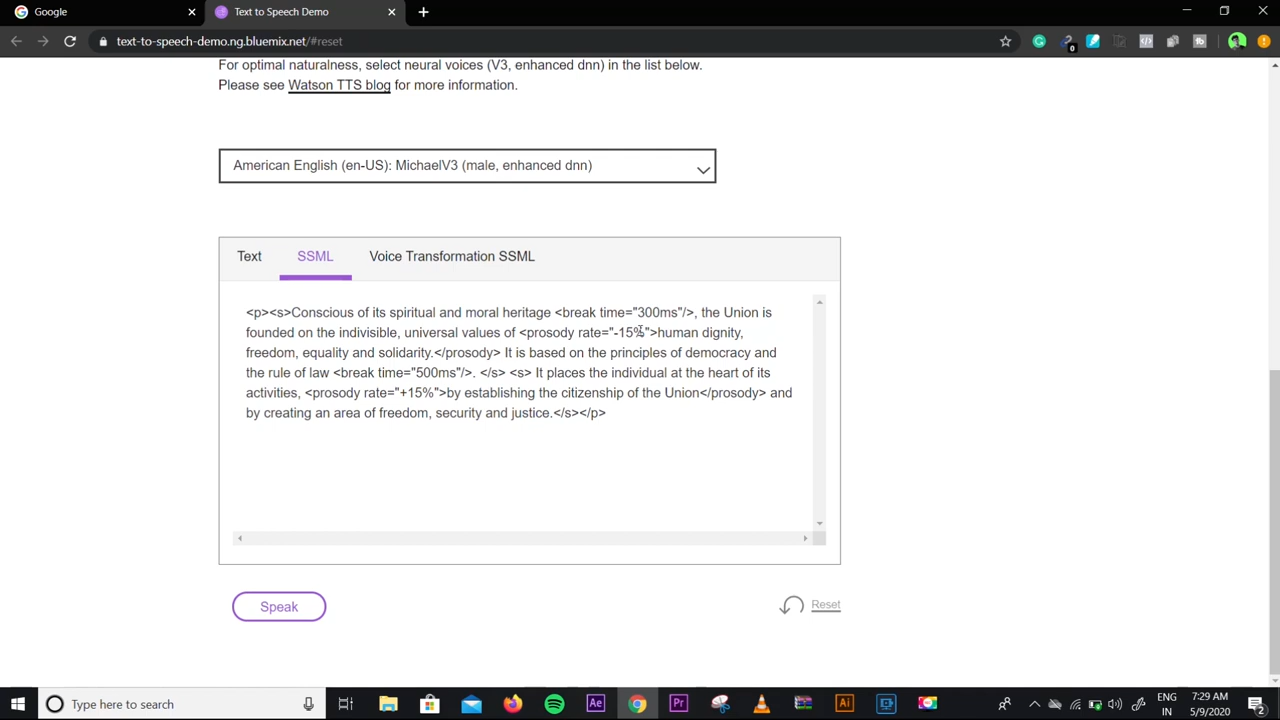 Google
Text to Speech Demo
text-to-speech-demo.ng.bluemix.net/#reset
For optimal naturalness, select neural voices (V3, enhanced dnn) in the list below.
Please see Watson TTS blog for more information.
American English (en-US): MichaelV3 (male, enhanced dnn)
Text SSML Voice Transformation SSML
<p><s>Conscious of its spiritual and moral heritage <break time="300ms"/>, the Union is
founded on the indivisible, universal values of <prosody rate="-15%">human dignity,
freedom, equality and solidarity.</prosody> It is based on the principles of democracy and
the rule of law <break time="500ms"/>. </s> <s> It places the individual at the heart of its
activities, <prosody rate="+15%">by establishing the citizenship of the Union</prosody> and
by creating an area of freedom, security and justice.</s></p>
Speak
Reset
Type here to search
Ae
Pr
Ai
ENG
IN
7:29 AM
5/9/2020
2
0